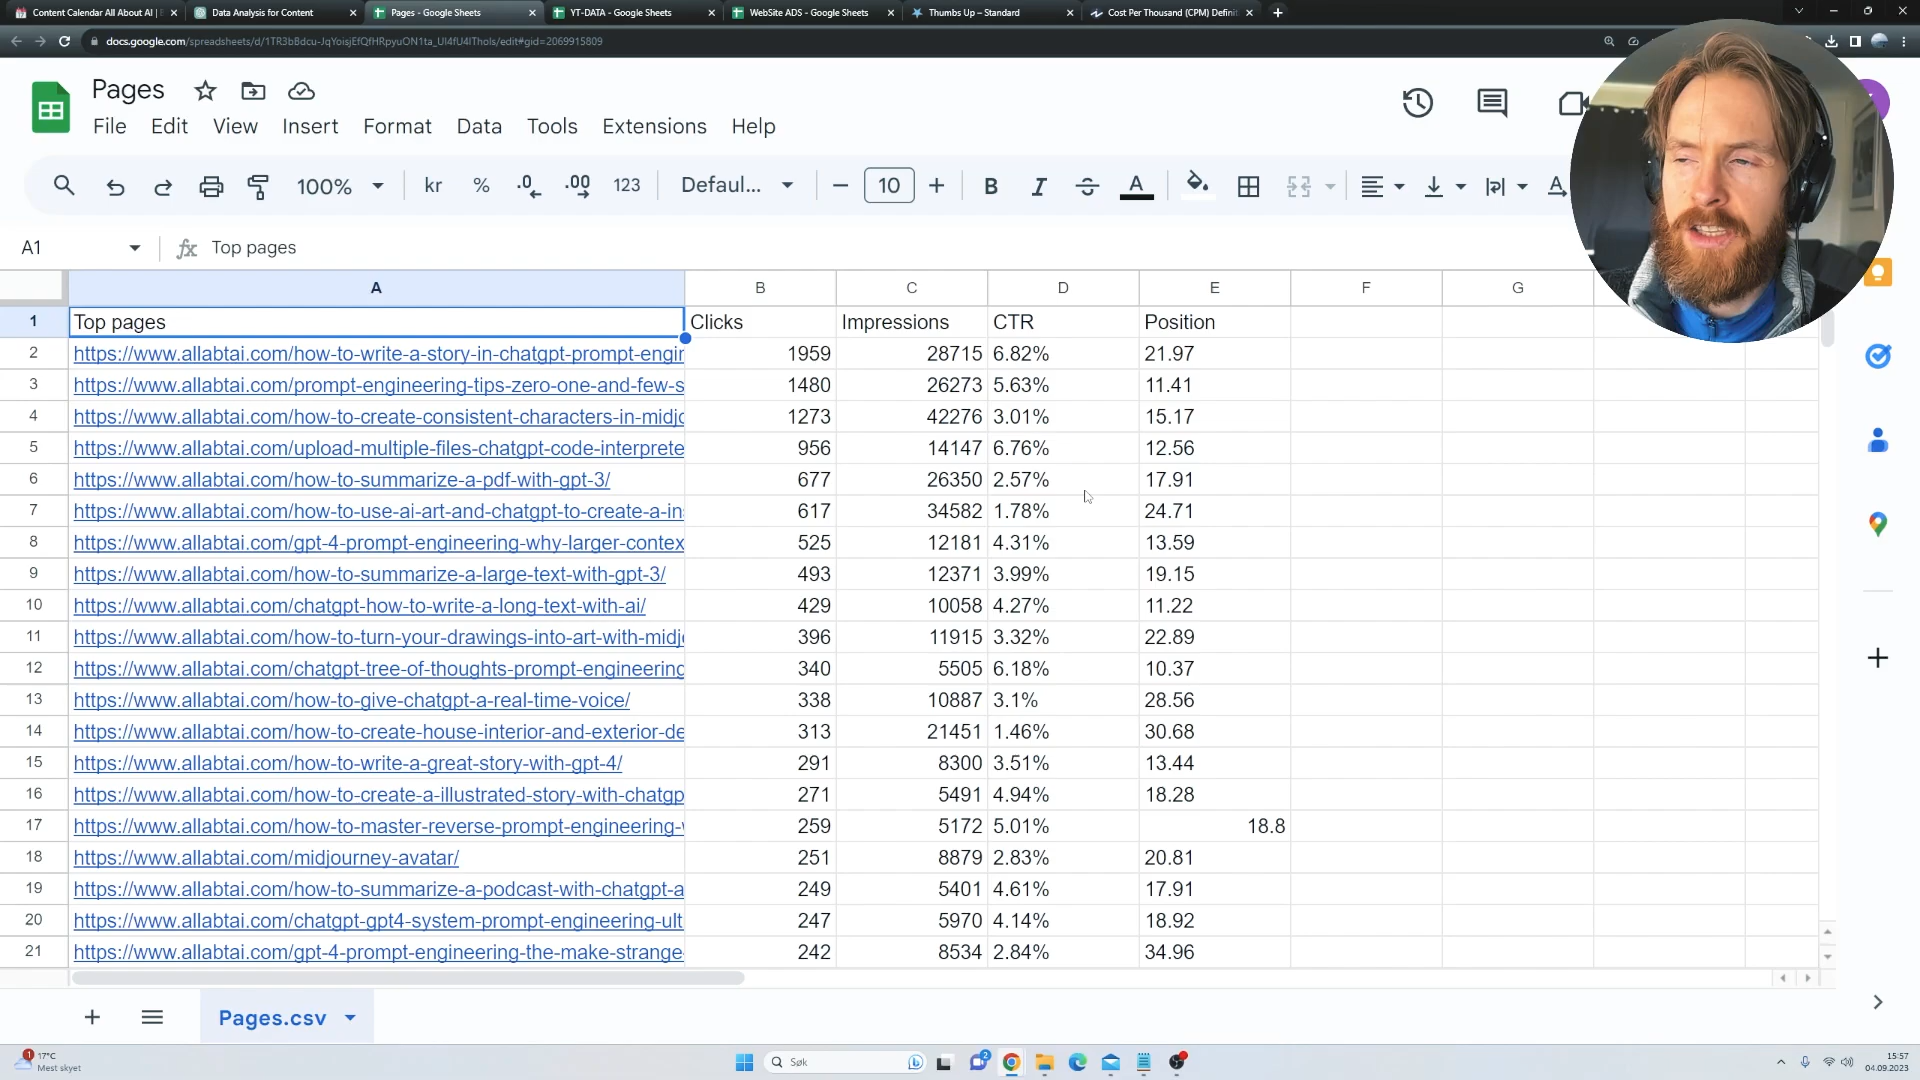 Content Calendar All About AI |
Data Analysis for Content
Pages - Google Sheets
YT-DATA - Google Sheets
WebSite ADS - Google Sheets
Thumbs Up – Standard
Cost Per Thousand (CPM) Defini
Pages
File Edit View Insert Format Data Tools Extensions Help
100% kr % .0 .00 123 Defaul... 10 B I A
A1 fx Top pages
A B C D E F G
1 Top pages Clicks Impressions CTR Position
2 https://www.allabtai.com/how-to-write-a-story-in-chatgpt-prompt-engin 1959 28715 6.82% 21.97
3 https://www.allabtai.com/prompt-engineering-tips-zero-one-and-few-s 1480 26273 5.63% 11.41
4 https://www.allabtai.com/how-to-create-consistent-characters-in-midjo 1273 42276 3.01% 15.17
5 https://www.allabtai.com/upload-multiple-files-chatgpt-code-interprete 956 14147 6.76% 12.56
6 https://www.allabtai.com/how-to-summarize-a-pdf-with-gpt-3/ 677 26350 2.57% 17.91
7 https://www.allabtai.com/how-to-use-ai-art-and-chatgpt-to-create-a-in 617 34582 1.78% 24.71
8 https://www.allabtai.com/gpt-4-prompt-engineering-why-larger-contex 525 12181 4.31% 13.59
9 https://www.allabtai.com/how-to-summarize-a-large-text-with-gpt-3/ 493 12371 3.99% 19.15
10 https://www.allabtai.com/chatgpt-how-to-write-a-long-text-with-ai/ 429 10058 4.27% 11.22
11 https://www.allabtai.com/how-to-turn-your-drawings-into-art-with-midj 396 11915 3.32% 22.89
12 https://www.allabtai.com/chatgpt-tree-of-thoughts-prompt-engineering 340 5505 6.18% 10.37
13 https://www.allabtai.com/how-to-give-chatgpt-a-real-time-voice/ 338 10887 3.1% 28.56
14 https://www.allabtai.com/how-to-create-house-interior-and-exterior-de 313 21451 1.46% 30.68
15 https://www.allabtai.com/how-to-write-a-great-story-with-gpt-4/ 291 8300 3.51% 13.44
16 https://www.allabtai.com/how-to-create-a-illustrated-story-with-chatgp 271 5491 4.94% 18.28
17 https://www.allabtai.com/how-to-master-reverse-prompt-engineering- 259 5172 5.01% 18.8
18 https://www.allabtai.com/midjourney-avatar/ 251 8879 2.83% 20.81
19 https://www.allabtai.com/how-to-summarize-a-podcast-with-chatgpt-a 249 5401 4.61% 17.91
20 https://www.allabtai.com/chatgpt-gpt4-system-prompt-engineering-ult 247 5970 4.14% 18.92
21 https://www.allabtai.com/gpt-4-prompt-engineering-the-make-strange- 242 8534 2.84% 34.96
Pages.csv
17°C
Mest skyet
Søk
15:57
04.09.2023